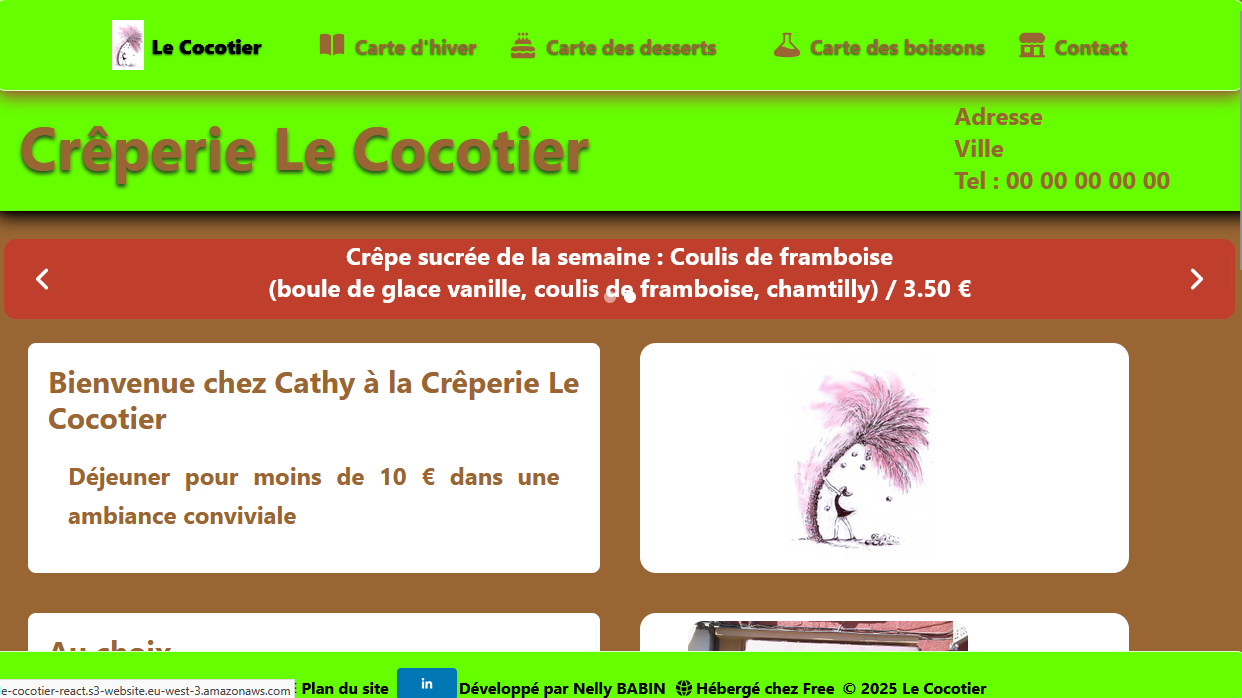 Le Cocotier
Carte d'hiver
Carte des desserts
Carte des boissons
Contact
Crêperie Le Cocotier
Adresse
Ville
Tel : 00 00 00 00 00
Crêpe sucrée de la semaine : Coulis de framboise
(boule de glace vanille, coulis de framboise, chamtilly) / 3.50 €
Bienvenue chez Cathy à la Crêperie Le
Cocotier
Déjeuner pour moins de 10 € dans une
ambiance conviviale
Au choix
le-cocotier-react.s3-website.eu-west-3.amazonaws.com
Plan du site
in
Développé par Nelly BABIN
Hébergé chez Free
© 2025 Le Cocotier